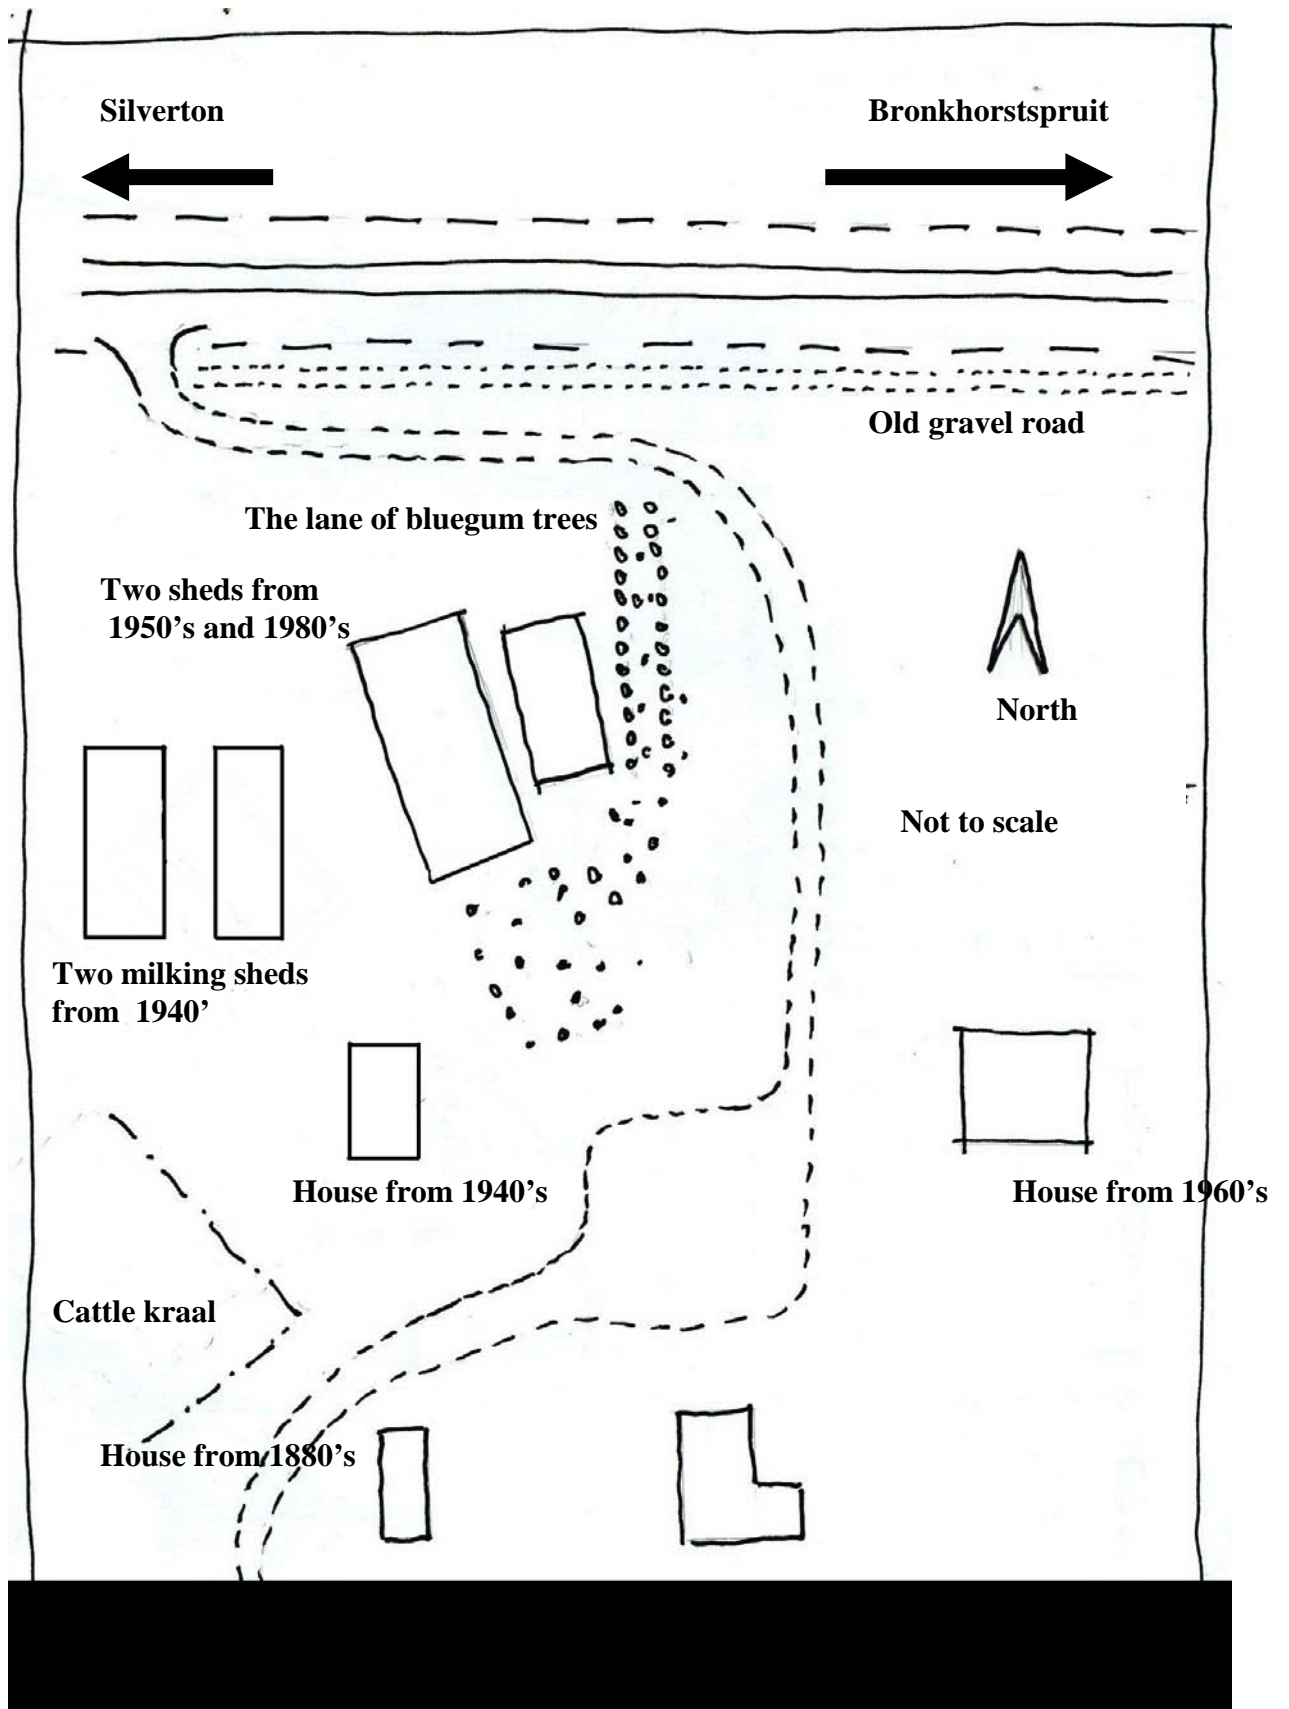 Silverton
Bronkhorstspruit
Old gravel road
The lane of bluegum trees
Two sheds from
1950's and 1980's
North
Not to scale
Two milking sheds
from 1940'
House from 1940's
House from 1960's
Cattle kraal
House from 1880's